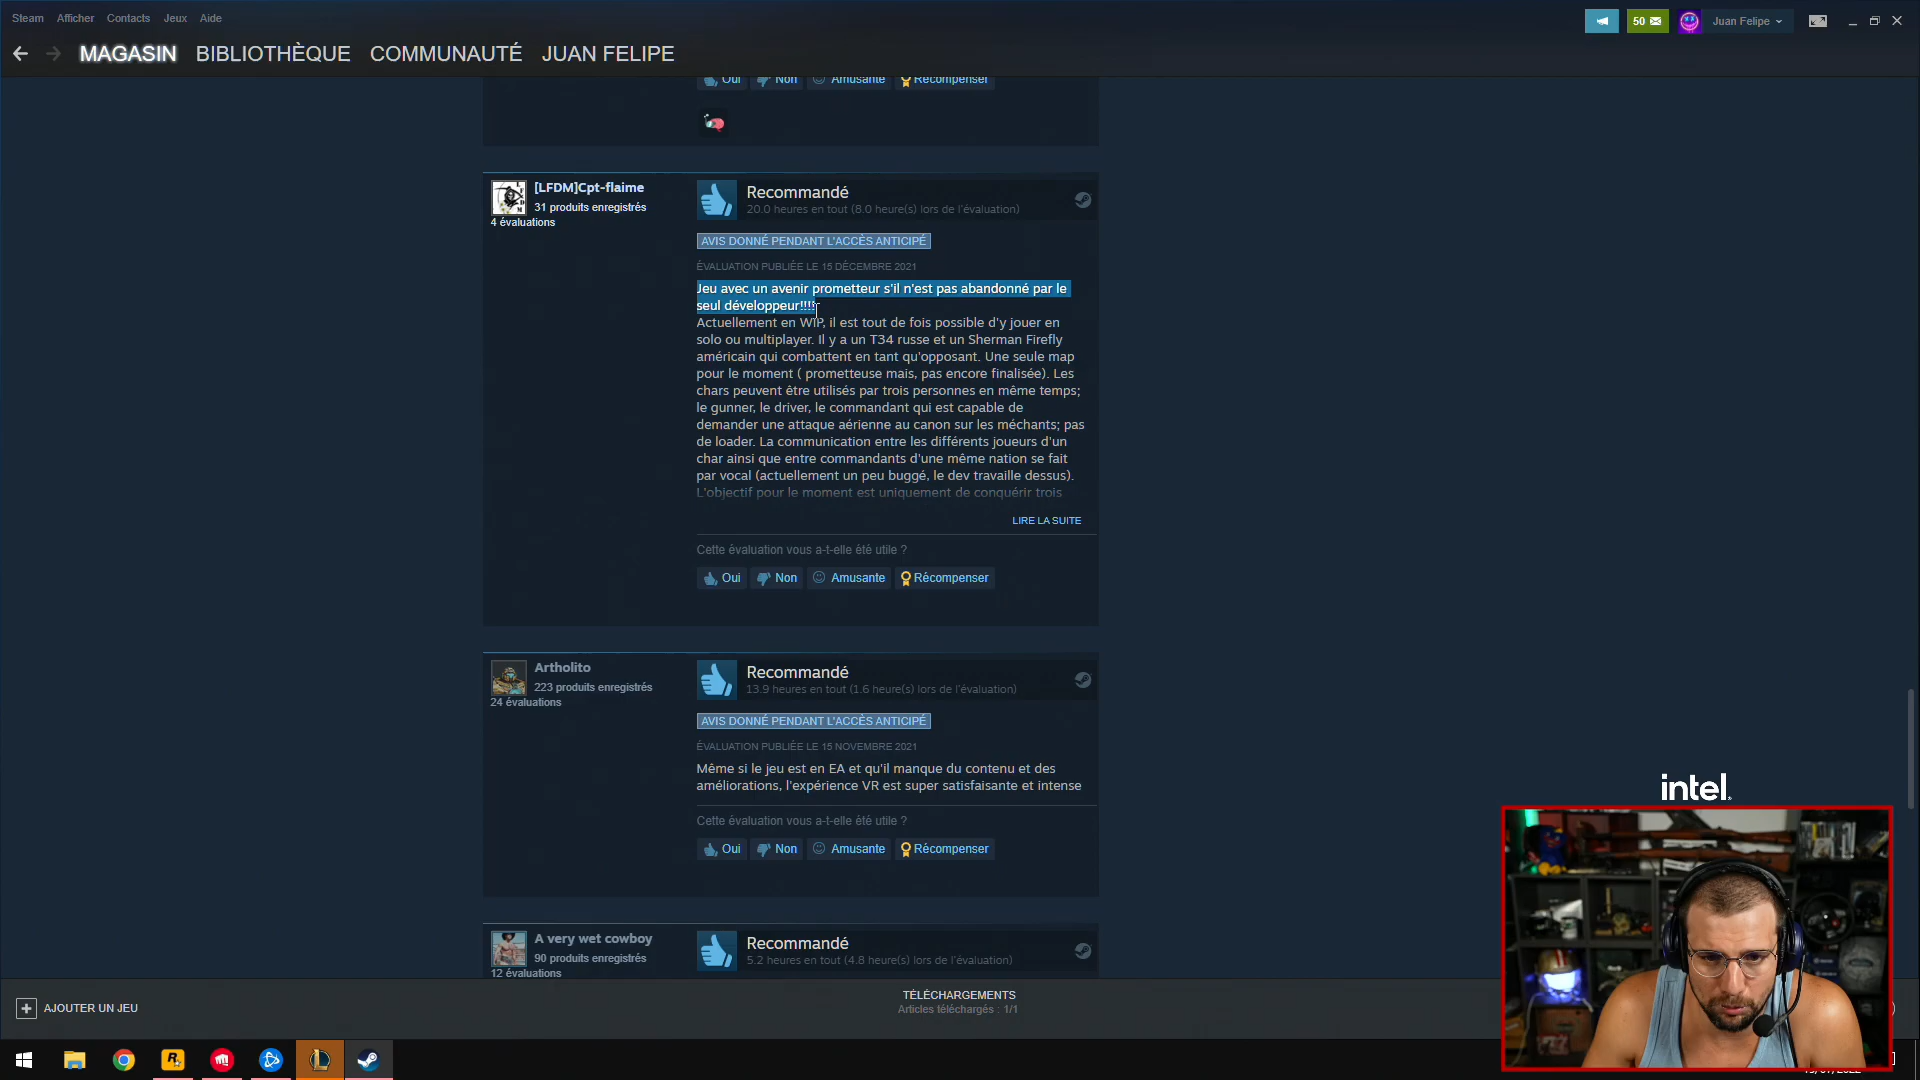 Steam Afficher Contacts Jeux Aide
50 Juan Felipe
MAGASIN BIBLIOTHÈQUE COMMUNAUTÉ JUAN FELIPE
Oui Non Amusante Récompenser
[LFDM]Cpt-flaime
31 produits enregistrés
4 évaluations
Recommandé
20.0 heures en tout (8.0 heure(s) lors de l'évaluation)
AVIS DONNÉ PENDANT L'ACCÈS ANTICIPÉ
ÉVALUATION PUBLIÉE LE 15 DÉCEMBRE 2021
Jeu avec un avenir prometteur s'il n'est pas abandonné par le
seul développeur!!!!
Actuellement en WIP, il est tout de fois possible d'y jouer en
solo ou multiplayer. Il y a un T34 russe et un Sherman Firefly
américain qui combattent en tant qu'opposant. Une seule map
pour le moment ( prometteuse mais, pas encore finalisée). Les
chars peuvent être utilisés par trois personnes en même temps;
le gunner, le driver, le commandant qui est capable de
demander une attaque aérienne au canon sur les méchants; pas
de loader. La communication entre les différents joueurs d'un
char ainsi que entre commandants d'une même nation se fait
par vocal (actuellement un peu buggé, le dev travaille dessus).
L'objectif pour le moment est uniquement de conquérir trois
LIRE LA SUITE
Cette évaluation vous a-t-elle été utile ?
Oui Non Amusante Récompenser
Artholito
223 produits enregistrés
24 évaluations
Recommandé
13.9 heures en tout (1.6 heure(s) lors de l'évaluation)
AVIS DONNÉ PENDANT L'ACCÈS ANTICIPÉ
ÉVALUATION PUBLIÉE LE 15 NOVEMBRE 2021
Même si le jeu est en EA et qu'il manque du contenu et des
améliorations, l'expérience VR est super satisfaisante et intense
Cette évaluation vous a-t-elle été utile ?
Oui Non Amusante Récompenser
intel.
A very wet cowboy
90 produits enregistrés
12 évaluations
Recommandé
5.2 heures en tout (4.8 heure(s) lors de l'évaluation)
AJOUTER UN JEU
TÉLÉCHARGEMENTS
Articles téléchargés : 1/1